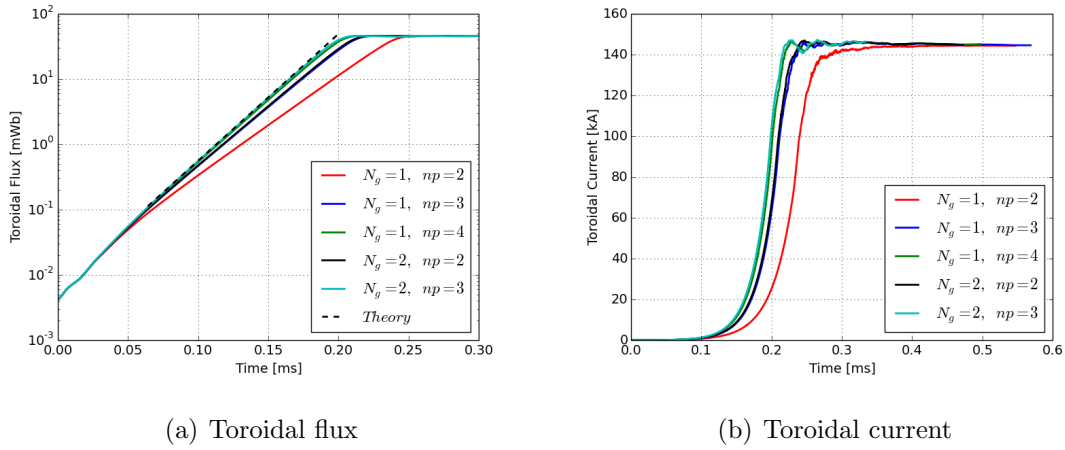 10^2
10^1
10^0
10^-1
10^-2
10^-3
Toroidal Flux [mWb]
0.00 0.05 0.10 0.15 0.20 0.25 0.30
Time [ms]
N_g = 1, np = 2
N_g = 1, np = 3
N_g = 1, np = 4
N_g = 2, np = 2
N_g = 2, np = 3
Theory
(a) Toroidal flux
160
140
120
100
80
60
40
20
0
Toroidal Current [kA]
0.0 0.1 0.2 0.3 0.4 0.5 0.6
Time [ms]
N_g = 1, np = 2
N_g = 1, np = 3
N_g = 1, np = 4
N_g = 2, np = 2
N_g = 2, np = 3
(b) Toroidal current